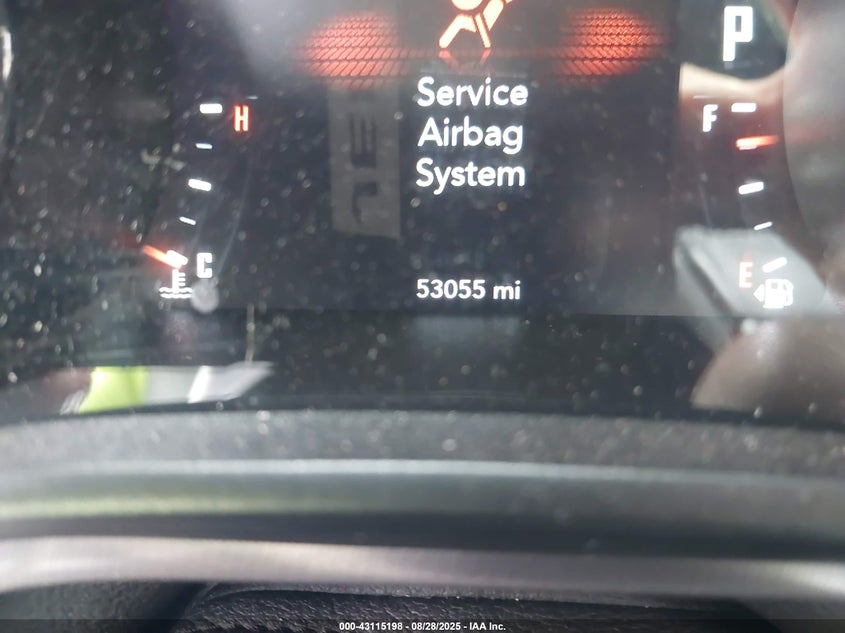 P
Service
H
F
Airbag
System
C
E
53055 mi
000-43115198 - 08/28/2025 - IAA Inc.